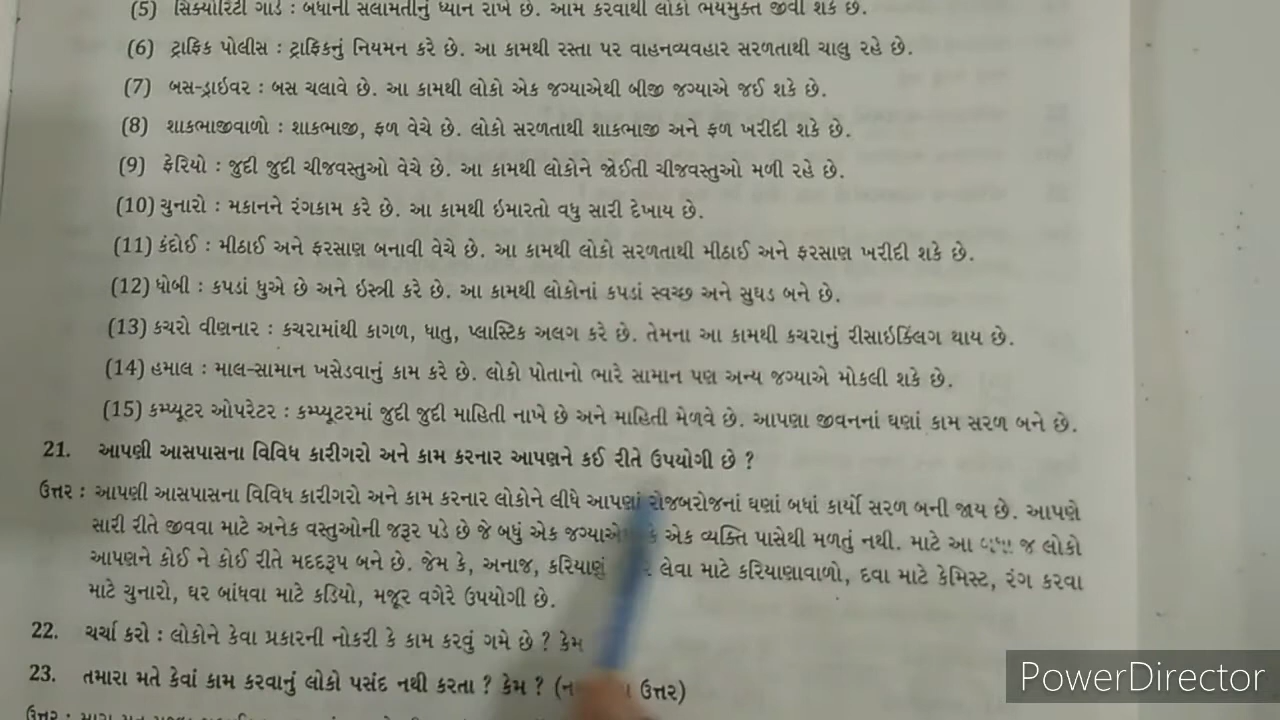 (5) સિક્યોરિટી ગાર્ડ : બધાની સલામતીનું ધ્યાન રાખે છે. આમ કરવાથી લોકો ભયમુક્ત જીવી શકે છે.
(6) ટ્રાફિક પોલીસ : ટ્રાફિકનું નિયમન કરે છે. આ કામથી રસ્તા પર વાહનવ્યવહાર સરળતાથી ચાલુ રહે છે.
(7) બસ-ડ્રાઇવર : બસ ચલાવે છે. આ કામથી લોકો એક જગ્યાએથી બીજી જગ્યાએ જઈ શકે છે.
(8) શાકભાજીવાળો : શાકભાજી, ફળ વેચે છે. લોકો સરળતાથી શાકભાજી અને ફળ ખરીદી શકે છે.
(9) ફેરિયો : જુદી જુદી ચીજવસ્તુઓ વેચે છે. આ કામથી લોકોને જોઈતી ચીજવસ્તુઓ મળી રહે છે.
(10) ચુનારો : મકાનને રંગકામ કરે છે. આ કામથી ઇમારતો વધુ સારી દેખાય છે.
(11) કંદોઈ : મીઠાઈ અને ફરસાણ બનાવી વેચે છે. આ કામથી લોકો સરળતાથી મીઠાઈ અને ફરસાણ ખરીદી શકે છે.
(12) ધોબી : કપડાં ધુએ છે અને ઇસ્ત્રી કરે છે. આ કામથી લોકોનાં કપડાં સ્વચ્છ અને સુઘડ બને છે.
(13) કચરો વીણનાર : કચરામાંથી કાગળ, ધાતુ, પ્લાસ્ટિક અલગ કરે છે. તેમના આ કામથી કચરાનું રીસાઇક્લિંગ થાય છે.
(14) હમાલ : માલ-સામાન ખસેડવાનું કામ કરે છે. લોકો પોતાનો ભારે સામાન પણ અન્ય જગ્યાએ મોકલી શકે છે.
(15) કમ્પ્યૂટર ઓપરેટર : કમ્પ્યૂટરમાં જુદી જુદી માહિતી નાખે છે અને માહિતી મેળવે છે. આપણા જીવનનાં ઘણાં કામ સરળ બને છે.
21. આપણી આસપાસના વિવિધ કારીગરો અને કામ કરનાર આપણને કઈ રીતે ઉપયોગી છે ?
ઉત્તર : આપણી આસપાસના વિવિધ કારીગરો અને કામ કરનાર લોકોને લીધે આપણાં રોજબરોજનાં ઘણાં બધાં કાર્યો સરળ બની જાય છે. આપણે
સારી રીતે જીવવા માટે અનેક વસ્તુઓની જરૂર પડે છે જે બધું એક કે એક વ્યક્તિ પાસેથી મળતું નથી. માટે આ જ લોકો
આપણને કોઈ ને કોઈ રીતે મદદરૂપ બને છે. જેમ કે, અનાજ, કરિયાણું લેવા માટે કરિયાણાવાળો, દવા માટે કેમિસ્ટ, રંગ કરવા
માટે ચુનારો, ઘર બાંધવા માટે કડિયો, મજૂર વગેરે ઉપયોગી છે.
22. ચર્ચા કરો : લોકોને કેવા પ્રકારની નોકરી કે કામ કરવું ગમે છે ? કેમ
23. તમારા મતે કેવાં કામ કરવાનું લોકો પસંદ નથી કરતા ? કેમ ? ઉત્તર)
ઉત્તર :
PowerDirector